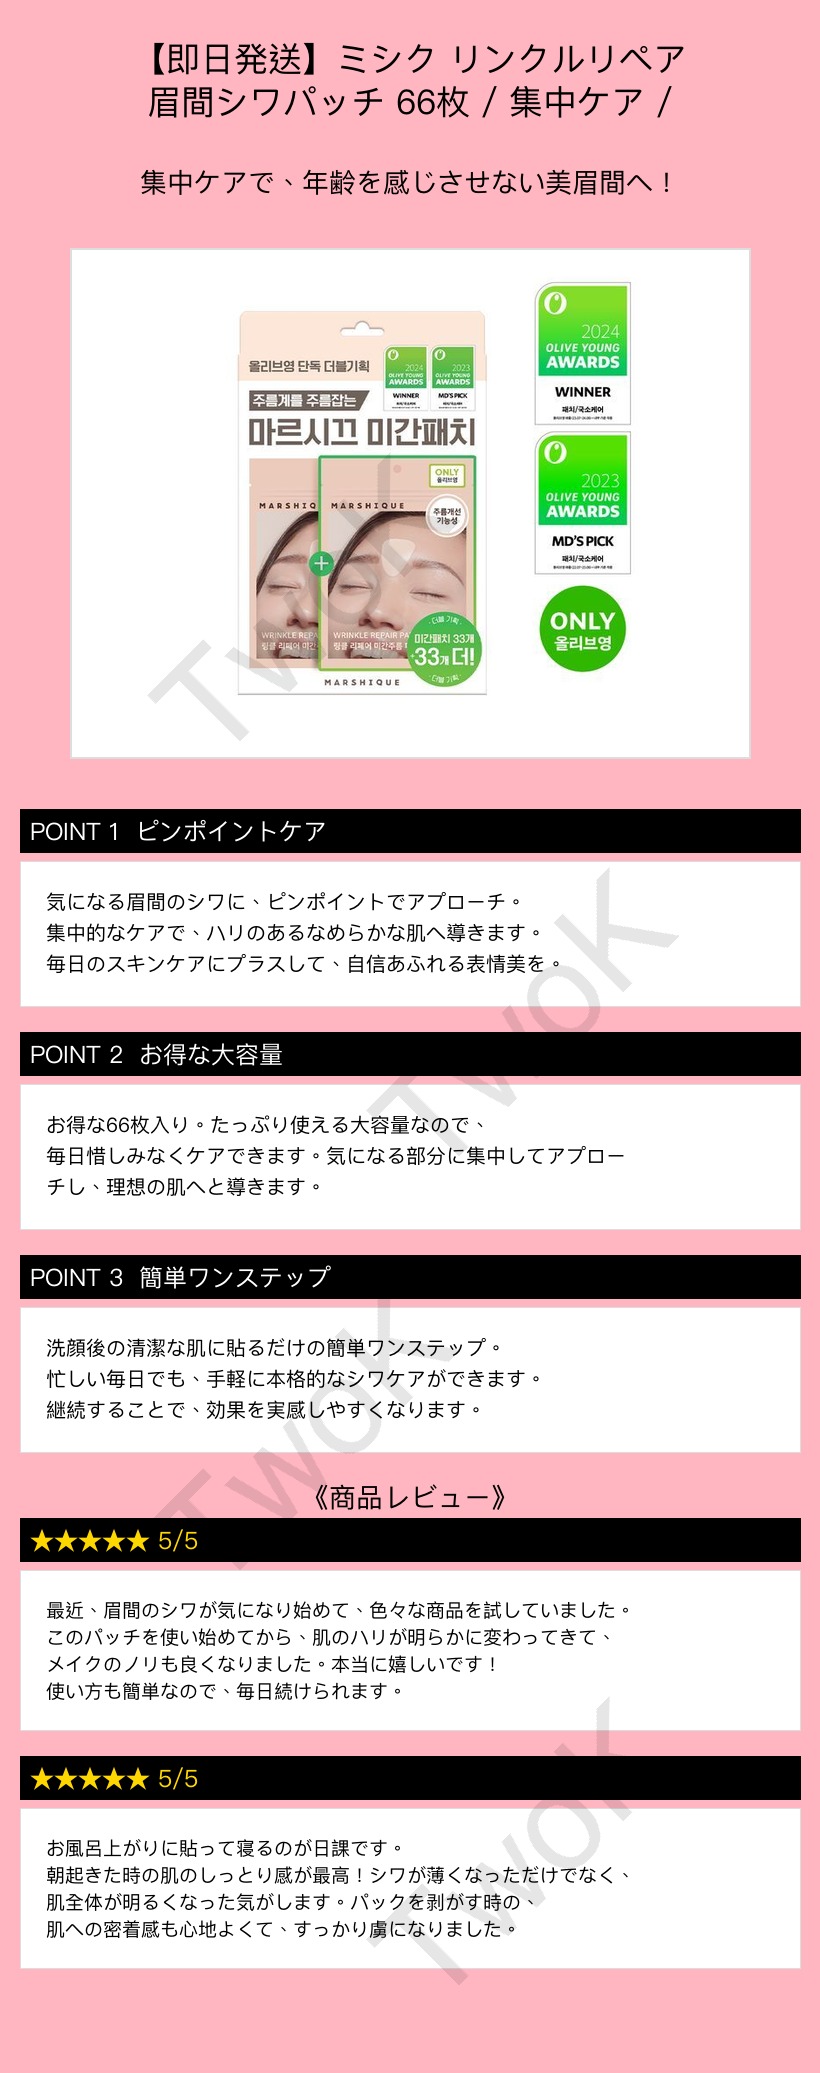 【即日発送】ミシク リンクルリペア
眉間シワパッチ 66枚 / 集中ケア /
集中ケアで、年齢を感じさせない美眉間へ！
올리브영 단독 더블기획
2024
OLIVE YOUNG
AWARDS
WINNER
2023
OLIVE YOUNG
AWARDS
MD'S PICK
주름계를 주름잡는
마르시끄 미간패치
ONLY
올리브영
MARSHIQ
MARSHIQUE
주름개선
기능성
+
WRINKLE REPA
링클 리페어 미간
WRINKLE REPAIR PA
링클 리페어 미간주름
더블 기획
미간패치 33개
+33개 더!
더블 기획
MARSHIQUE
2024
OLIVE YOUNG
AWARDS
WINNER
패치/국소케어
2023
OLIVE YOUNG
AWARDS
MD'S PICK
패치/국소케어
ONLY
올리브영
TwoK
POINT 1 ピンポイントケア
気になる眉間のシワに、ピンポイントでアプローチ。
集中的なケアで、ハリのあるなめらかな肌へ導きます。
毎日のスキンケアにプラスして、自信あふれる表情美を。
TwoK
POINT 2 お得な大容量
お得な66枚入り。たっぷり使える大容量なので、
毎日惜しみなくケアできます。気になる部分に集中してアプロー
チし、理想の肌へと導きます。
POINT 3 簡単ワンステップ
洗顔後の清潔な肌に貼るだけの簡単ワンステップ。
忙しい毎日でも、手軽に本格的なシワケアができます。
継続することで、効果を実感しやすくなります。
TwoK
《商品レビュー》
★★★★★ 5/5
最近、眉間のシワが気になり始めて、色々な商品を試していました。
このパッチを使い始めてから、肌のハリが明らかに変わってきて、
メイクのノリも良くなりました。本当に嬉しいです！
使い方も簡単なので、毎日続けられます。
★★★★★ 5/5
お風呂上がりに貼って寝るのが日課です。
朝起きた時の肌のしっとり感が最高！シワが薄くなっただけでなく、
肌全体が明るくなった気がします。パックを剥がす時の、
肌への密着感も心地よくて、すっかり虜になりました。
TwoK